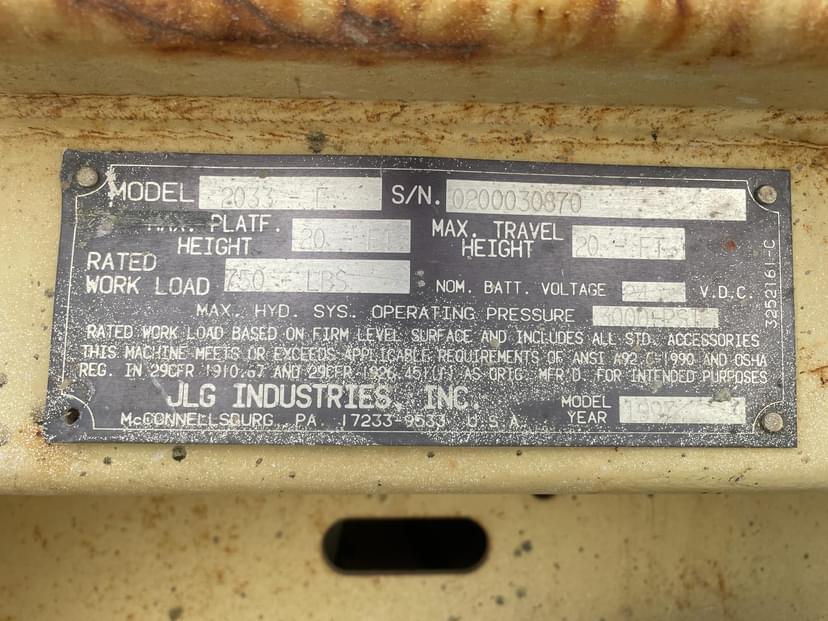 MODEL 2033 - E S/N. 0200030870
MAX. PLATF. HEIGHT 20 - FT. MAX. TRAVEL HEIGHT 20 - FT.
RATED WORK LOAD 750 - LBS NOM. BATT. VOLTAGE 24 V.D.C.
MAX. HYD. SYS. OPERATING PRESSURE 3000-PSI
RATED WORK LOAD BASED ON FIRM LEVEL SURFACE AND INCLUDES ALL STD. ACCESSORIES
THIS MACHINE MEETS OR EXCEEDS APPLICABLE REQUIREMENTS OF ANSI A92.6-1990 AND OSHA
REG. IN 29CFR 1910.67 AND 29CFR 1926.451(f) AS ORIG. MFR'D. FOR INTENDED PURPOSES
JLG INDUSTRIES, INC.
McCONNELLSBURG, PA. 17233-9533 U.S.A. MODEL YEAR
3252161-C